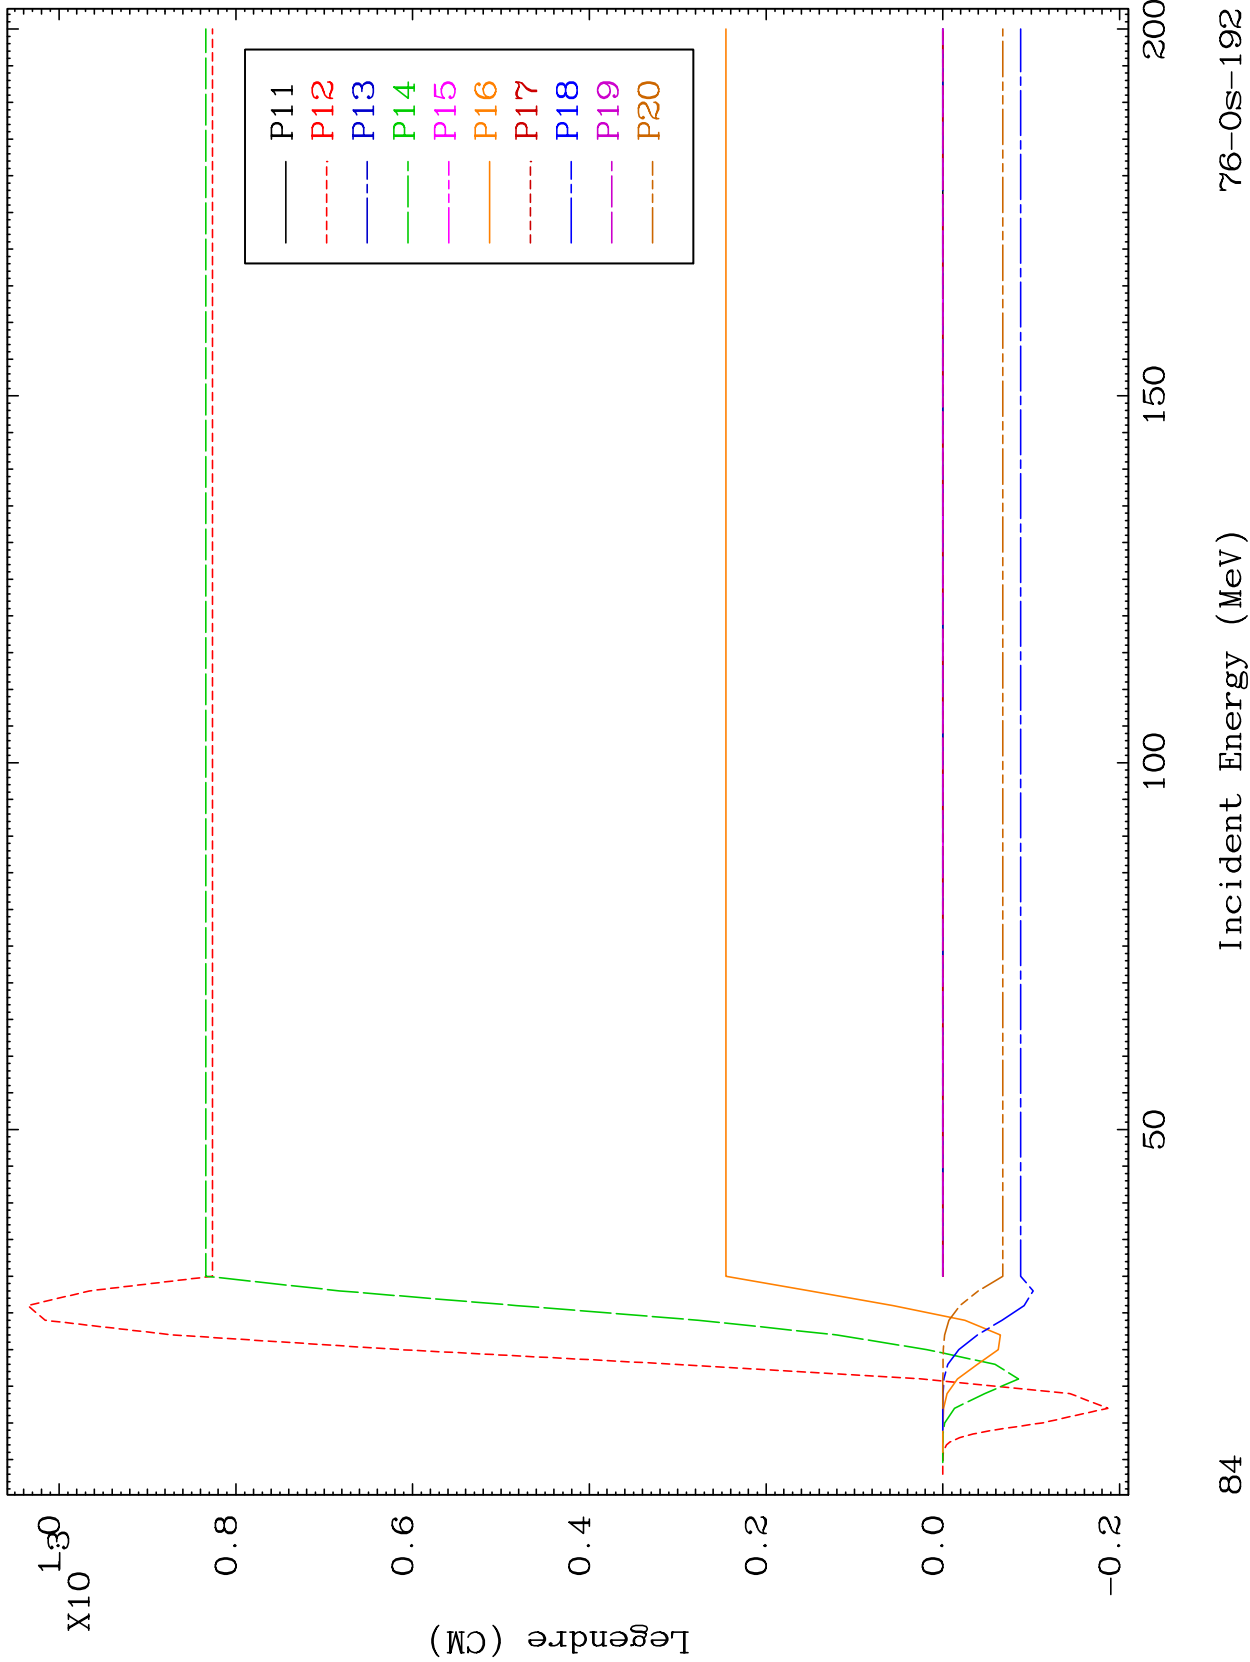 X10
-3
1.0
0.8
0.6
0.4
0.2
0.0
-0.2
Legendre (CM)
P11
P12
P13
P14
P15
P16
P17
P18
P19
P20
50
100
150
200
Incident Energy (MeV)
84
76-Os-192